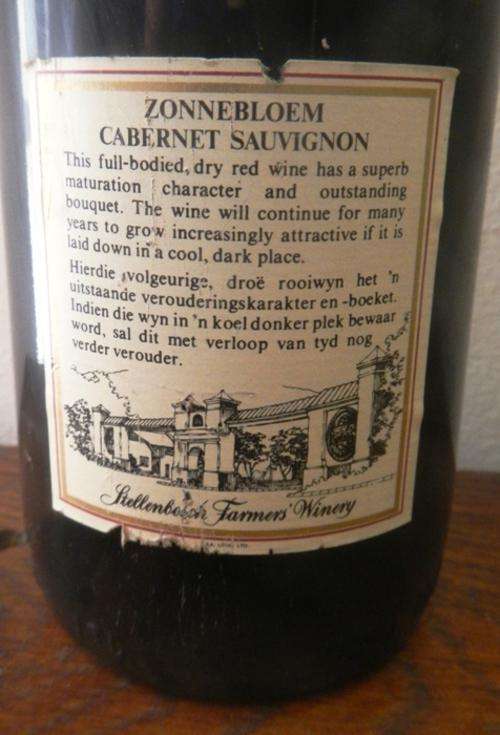 ZONNEBLOEM
CABERNET SAUVIGNON
This full-bodied, dry red wine has a superb
maturation character and outstanding
bouquet. The wine will continue for many
years to grow increasingly attractive if it is
laid down in a cool, dark place.
Hierdie volgeurige, droë rooiwyn het 'n
uitstaande verouderingskarakter en -boeket.
Indien die wyn in 'n koel donker plek bewaar
word, sal dit met verloop van tyd nog
verder verouder.
Stellenbosch Farmers' Winery